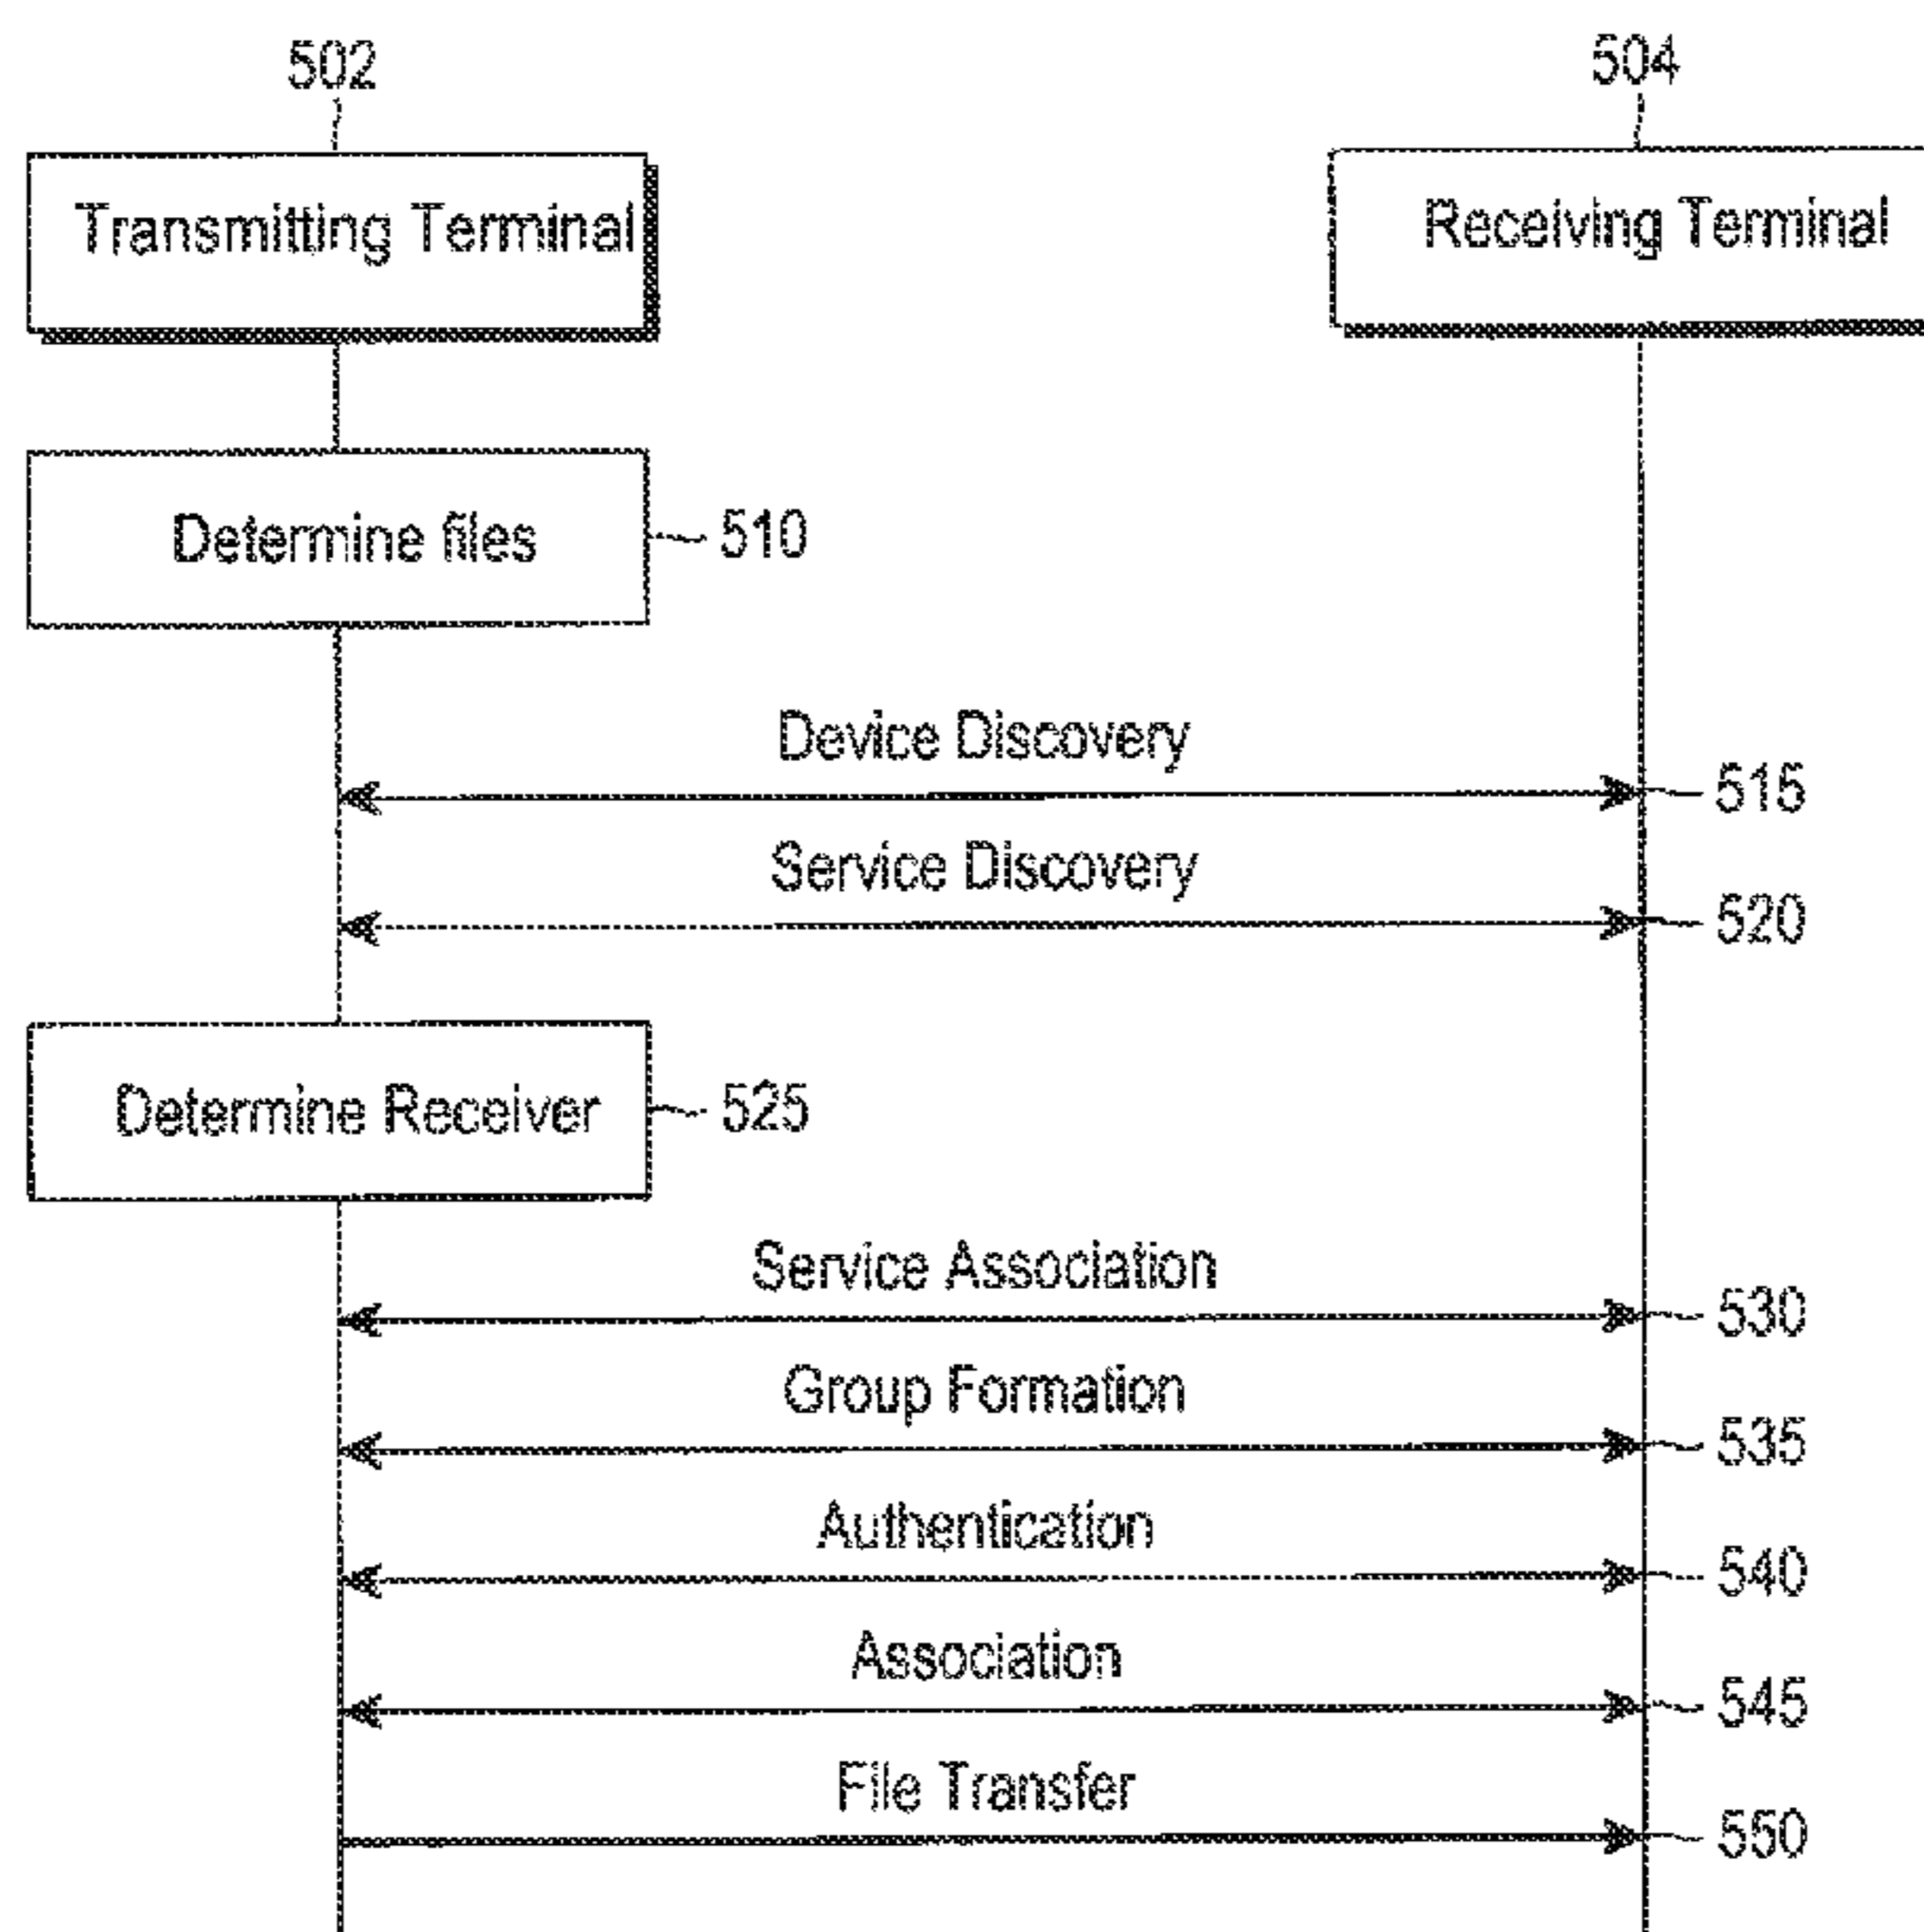 502
504
Transmitting Terminal
Receiving Terminal
Determine files
510
Device Discovery
515
Service Discovery
520
Determine Receiver
525
Service Association
530
Group Formation
535
Authentication
540
Association
545
File Transfer
550